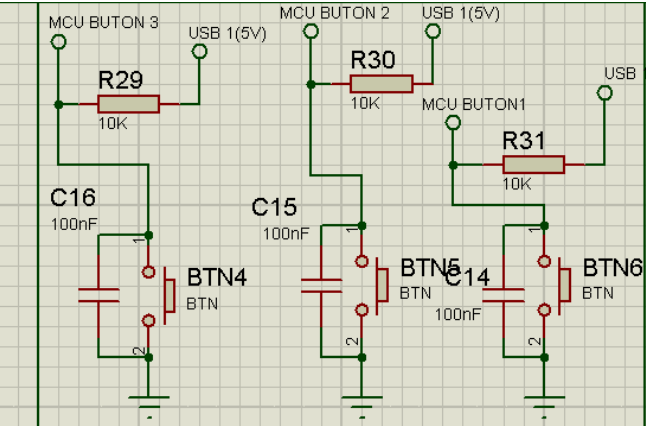 MCU BUTON 3
USB 1(5V)
R29
10K
C16
100nF
1
BTN4
BTN
2
MCU BUTON 2
USB 1(5V)
R30
10K
C15
100nF
1
BTN5
BTN
2
MCU BUTON1
USB
R31
10K
C14
100nF
1
BTN6
BTN
2